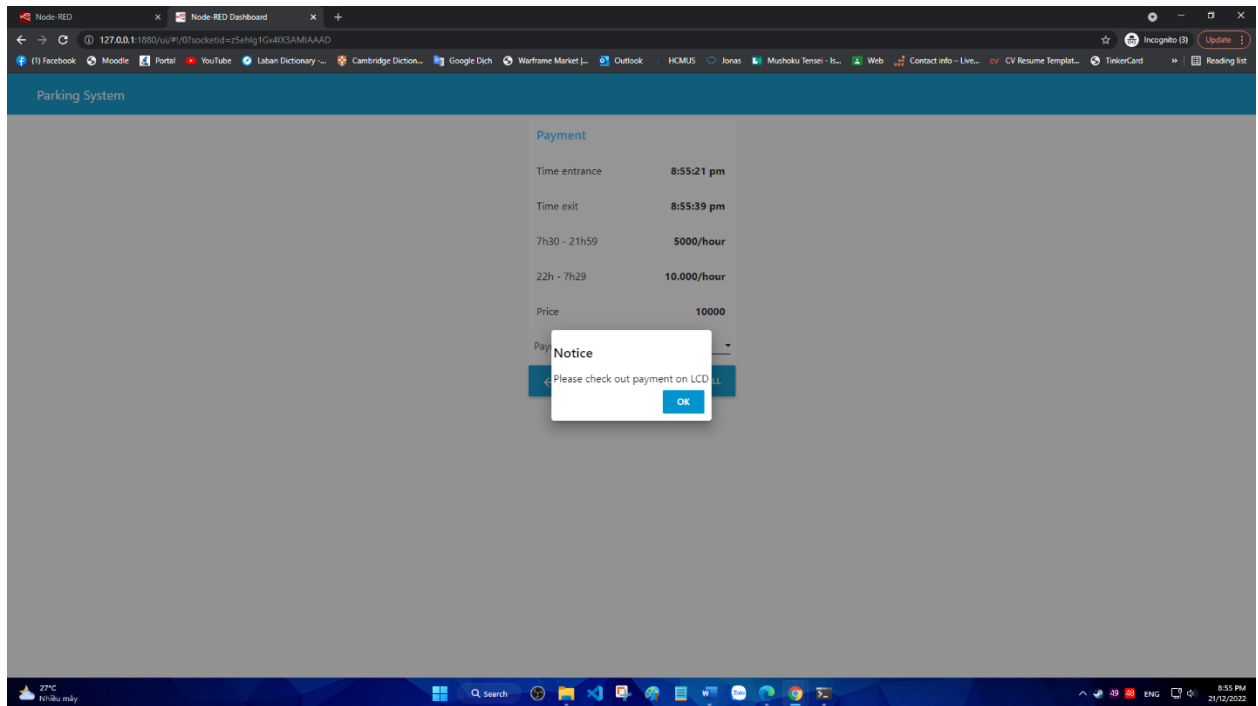 Node-RED
Node-RED Dashboard
127.0.0.1:1880/ui/#!/0?socketid=z5ehIg1Gx4IX3AMIAAAD
Incognito (3)
Update
(1) Facebook
Moodle
Portal
YouTube
Laban Dictionary -...
Cambridge Diction...
Google Dịch
Warframe Market |...
Outlook
HCMUS
Jonas
Mushoku Tensei - Is...
Web
Contact info – Live...
CV Resume Templat...
TinkerCard
»
Reading list
Parking System
Payment
Time entrance 8:55:21 pm
Time exit 8:55:39 pm
7h30 - 21h59 5000/hour
22h - 7h29 10.000/hour
Price 10000
Notice
Please check out payment on LCD
OK
27°C
Nhiều mây
Search
Zalo
49 48 ENG
8:55 PM
21/12/2022